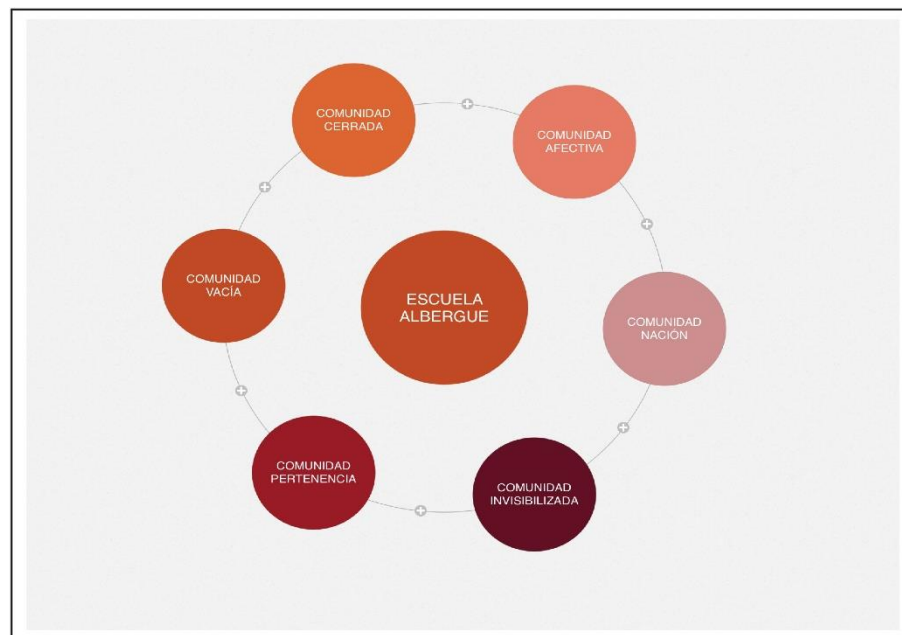 COMUNIDAD
CERRADA
COMUNIDAD
AFECTIVA
COMUNIDAD
VACÍA
ESCUELA
ALBERGUE
COMUNIDAD
NACIÓN
COMUNIDAD
PERTENENCIA
COMUNIDAD
INVISIBILIZADA